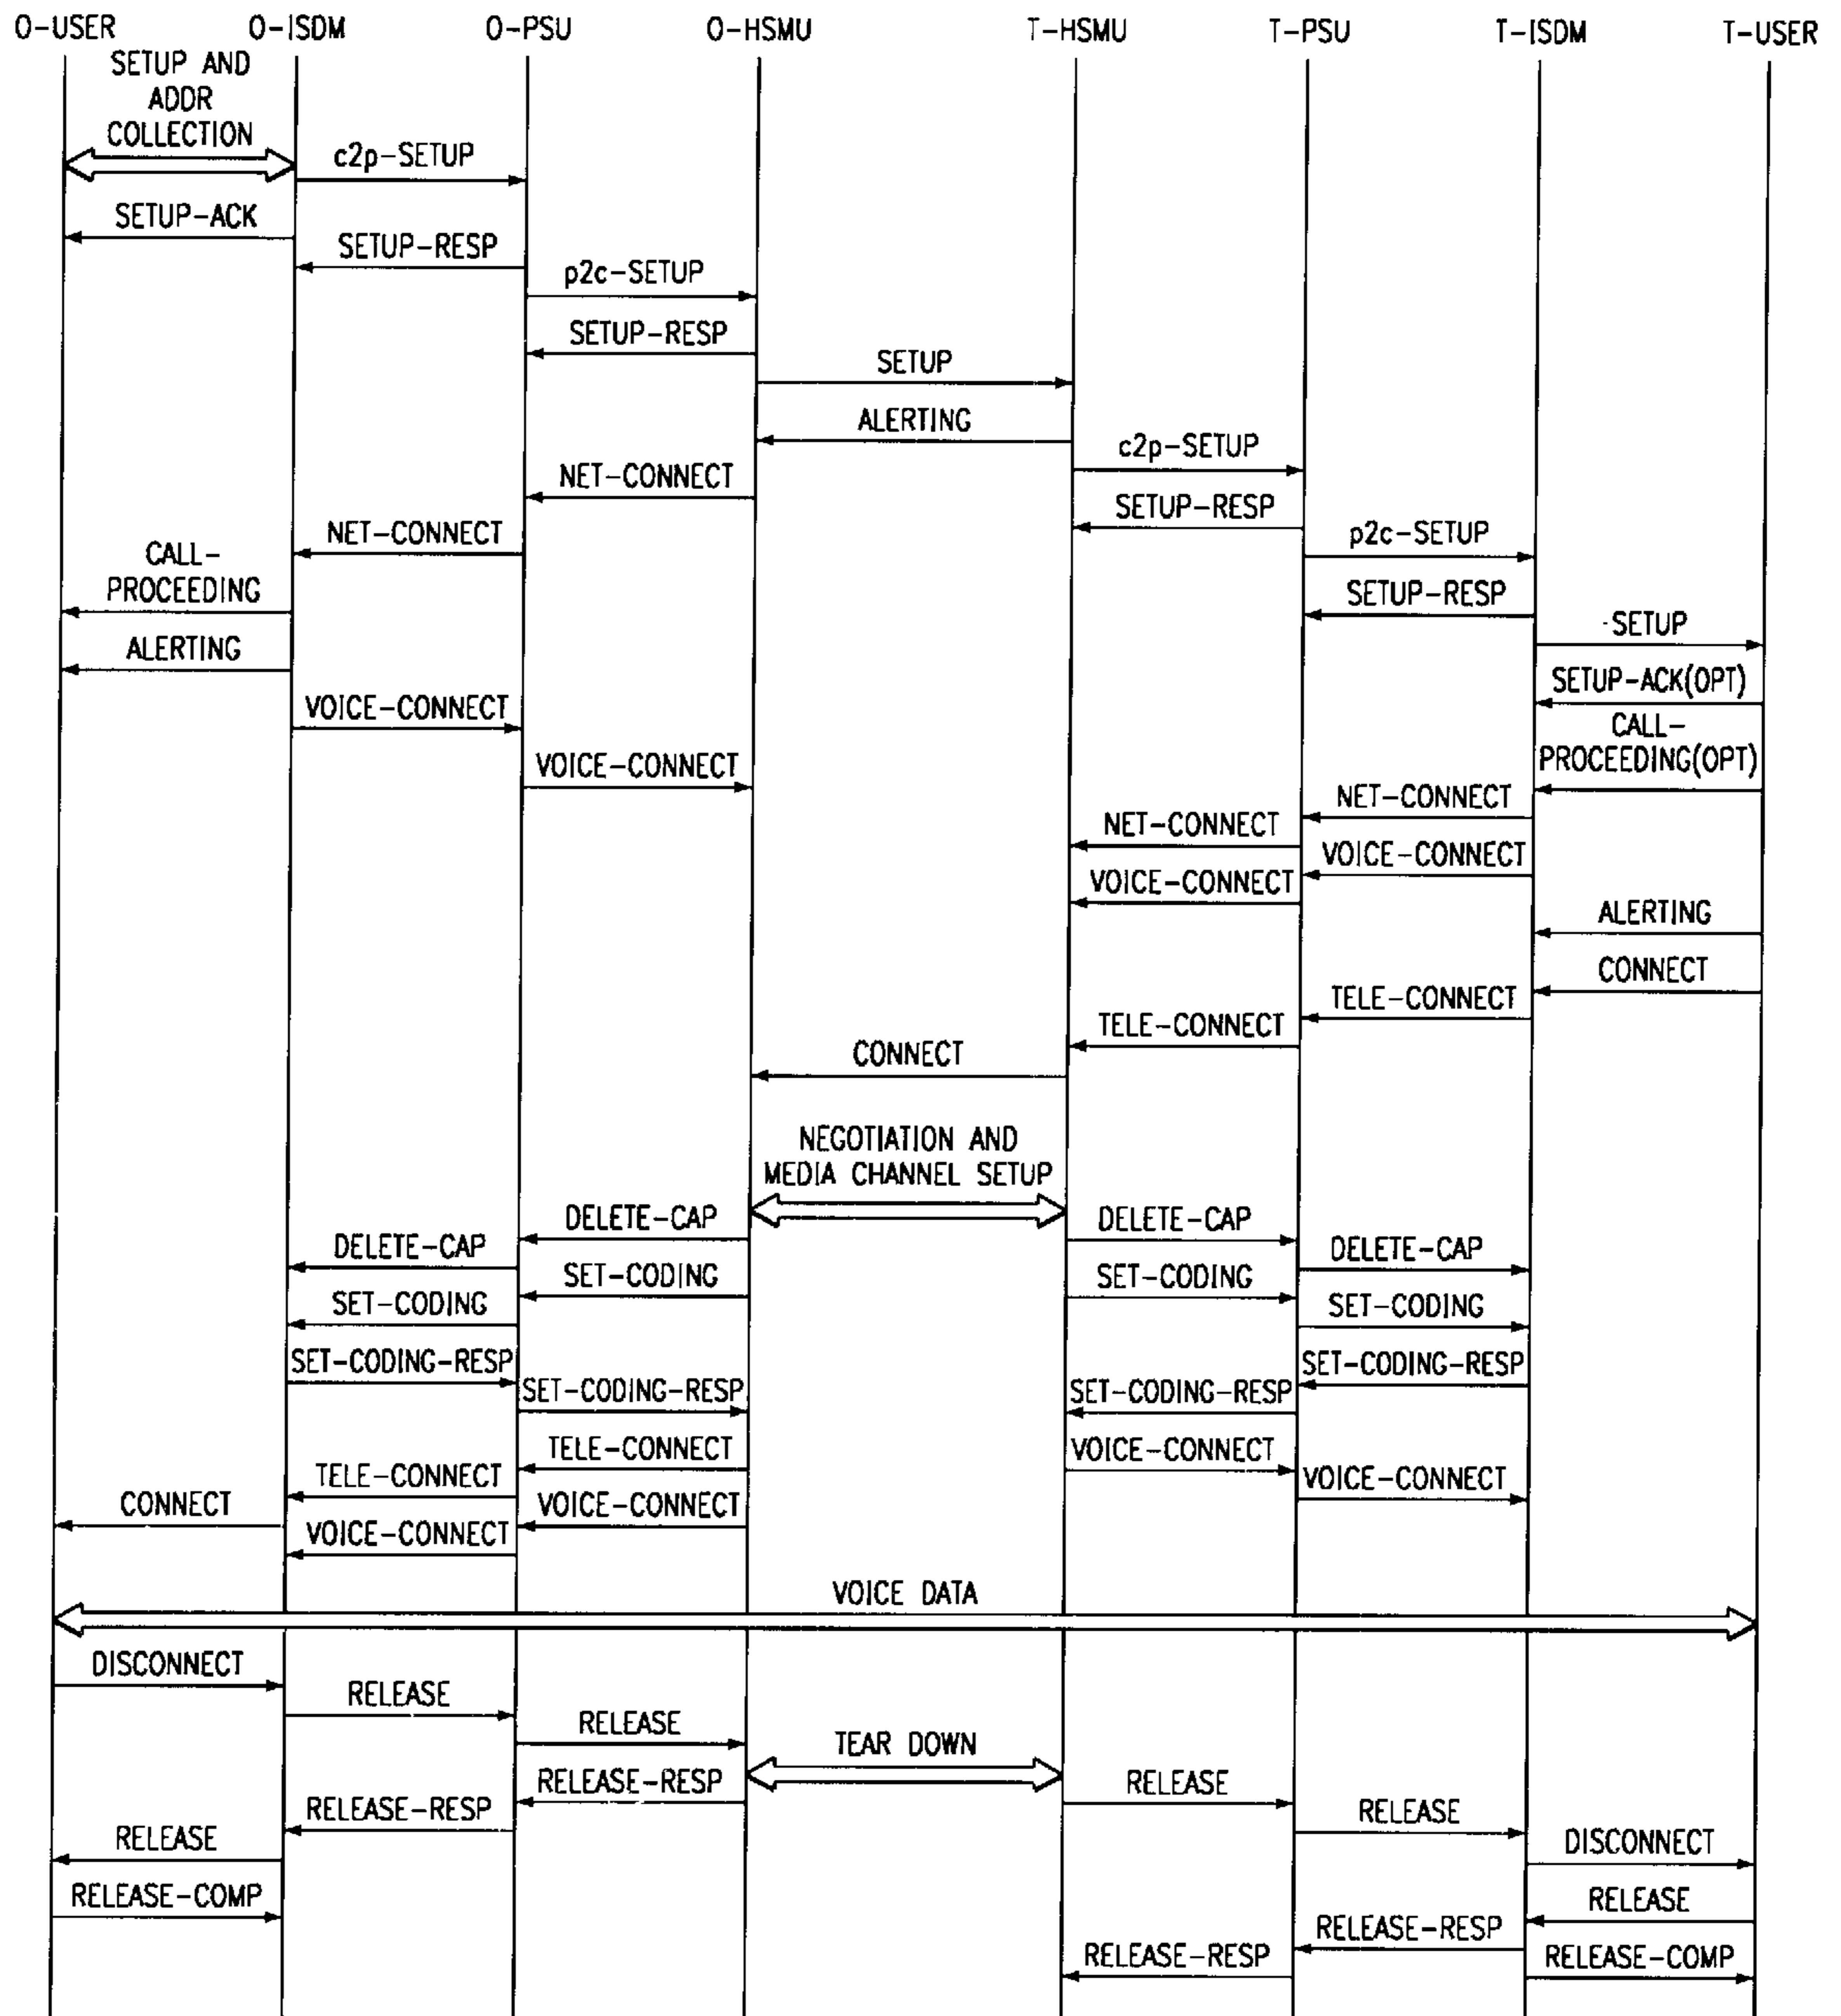 O-USER O-ISDM O-PSU O-HSMU T-HSMU T-PSU T-ISDM T-USER
SETUP AND
ADDR
COLLECTION
c2p-SETUP
SETUP-ACK
SETUP-RESP
p2c-SETUP
SETUP-RESP
SETUP
ALERTING
c2p-SETUP
NET-CONNECT
SETUP-RESP
NET-CONNECT
p2c-SETUP
CALL-
PROCEEDING
SETUP-RESP
SETUP
ALERTING
SETUP-ACK(OPT)
VOICE-CONNECT
CALL-
PROCEEDING(OPT)
VOICE-CONNECT
NET-CONNECT
NET-CONNECT
VOICE-CONNECT
VOICE-CONNECT
ALERTING
CONNECT
TELE-CONNECT
TELE-CONNECT
CONNECT
NEGOTIATION AND
MEDIA CHANNEL SETUP
DELETE-CAP
DELETE-CAP
DELETE-CAP
DELETE-CAP
SET-CODING
SET-CODING
SET-CODING
SET-CODING
SET-CODING-RESP
SET-CODING-RESP
SET-CODING-RESP
SET-CODING-RESP
TELE-CONNECT
VOICE-CONNECT
TELE-CONNECT
VOICE-CONNECT
CONNECT
VOICE-CONNECT
VOICE-CONNECT
VOICE DATA
DISCONNECT
RELEASE
RELEASE
TEAR DOWN
RELEASE-RESP
RELEASE
RELEASE-RESP
RELEASE
RELEASE
DISCONNECT
RELEASE-COMP
RELEASE
RELEASE-RESP
RELEASE-RESP
RELEASE-COMP